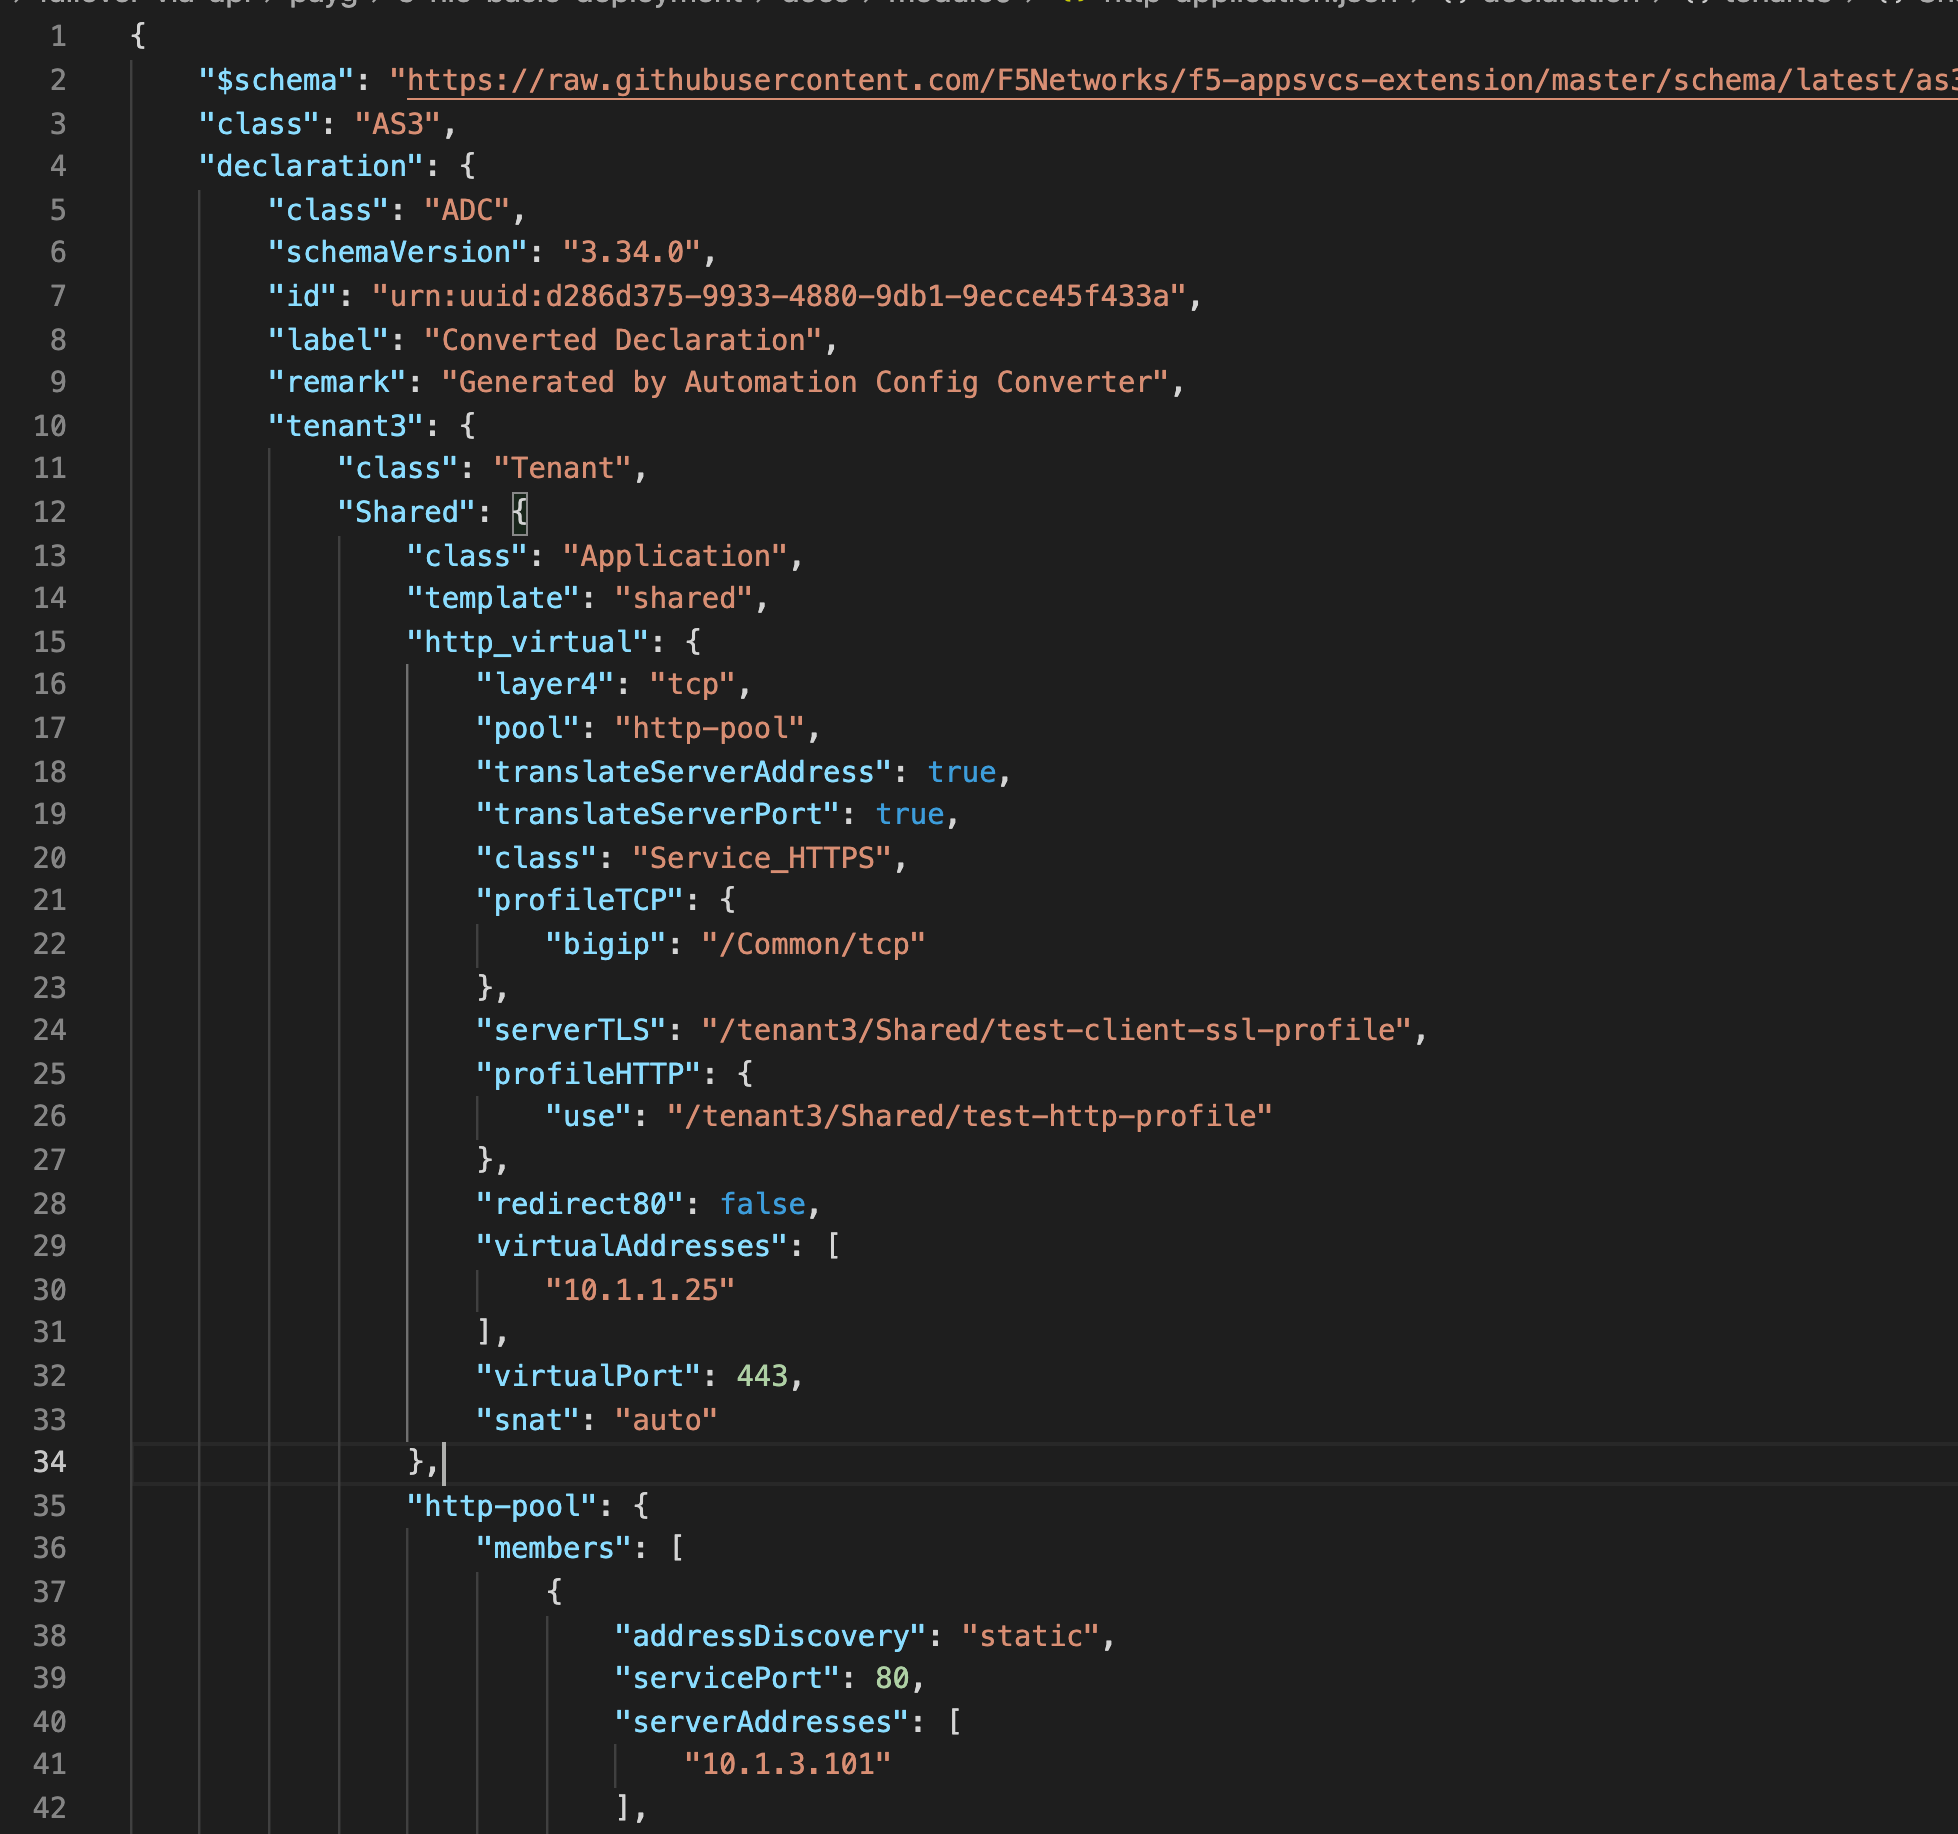 1 {
2 "$schema": "https://raw.githubusercontent.com/F5Networks/f5-appsvcs-extension/master/schema/latest/as3
3 "class": "AS3",
4 "declaration": {
5 "class": "ADC",
6 "schemaVersion": "3.34.0",
7 "id": "urn:uuid:d286d375-9933-4880-9db1-9ecce45f433a",
8 "label": "Converted Declaration",
9 "remark": "Generated by Automation Config Converter",
10 "tenant3": {
11 "class": "Tenant",
12 "Shared": {
13 "class": "Application",
14 "template": "shared",
15 "http_virtual": {
16 "layer4": "tcp",
17 "pool": "http-pool",
18 "translateServerAddress": true,
19 "translateServerPort": true,
20 "class": "Service_HTTPS",
21 "profileTCP": {
22 "bigip": "/Common/tcp"
23 },
24 "serverTLS": "/tenant3/Shared/test-client-ssl-profile",
25 "profileHTTP": {
26 "use": "/tenant3/Shared/test-http-profile"
27 },
28 "redirect80": false,
29 "virtualAddresses": [
30 "10.1.1.25"
31 ],
32 "virtualPort": 443,
33 "snat": "auto"
34 },
35 "http-pool": {
36 "members": [
37 {
38 "addressDiscovery": "static",
39 "servicePort": 80,
40 "serverAddresses": [
41 "10.1.3.101"
42 ],